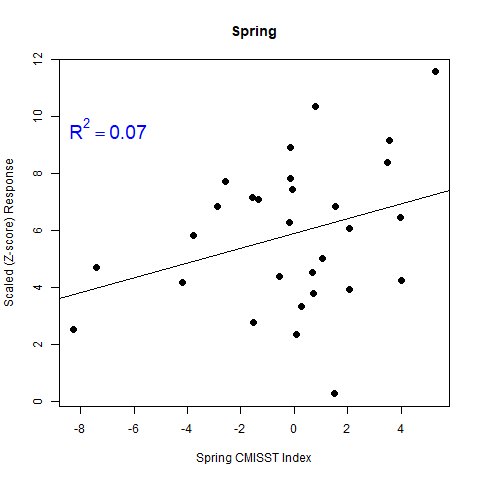 Spring
R² = 0.07
Scaled (Z-score) Response
12
10
8
6
4
2
0
-8 -6 -4 -2 0 2 4
Spring CMISST Index